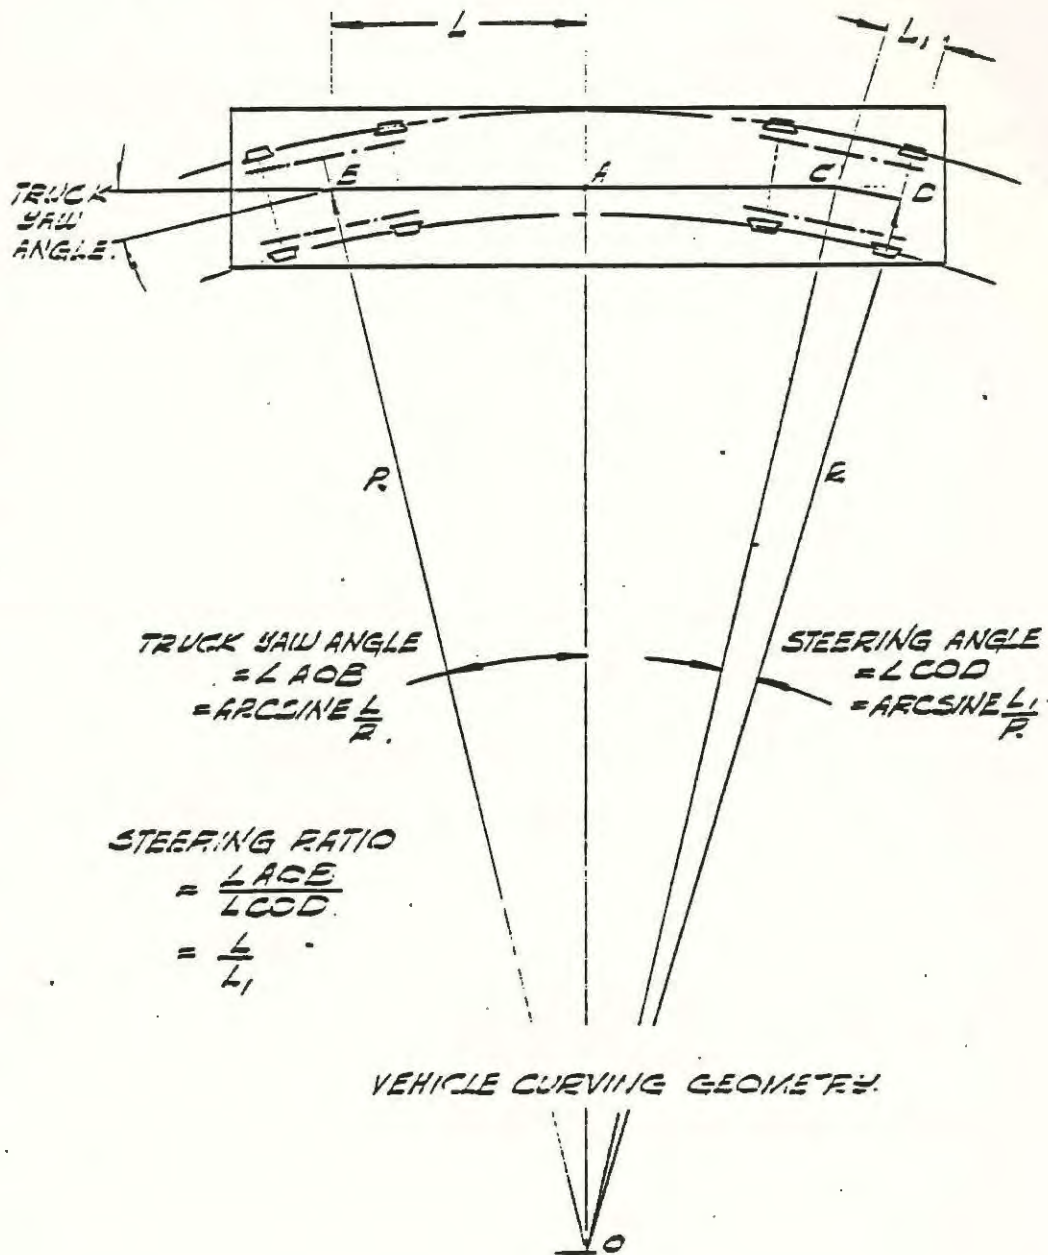 L
L₁
B
A
C
D
TRUCK
YAW
ANGLE.
R.
R
TRUCK YAW ANGLE
= ∠ AOB
= ARCSINE L/R.
STEERING ANGLE
= ∠ COD
= ARCSINE L₁/R.
STEERING RATIO
= ∠ AOB / ∠ COD.
= L/L₁
VEHICLE CURVING GEOMETRY.
O